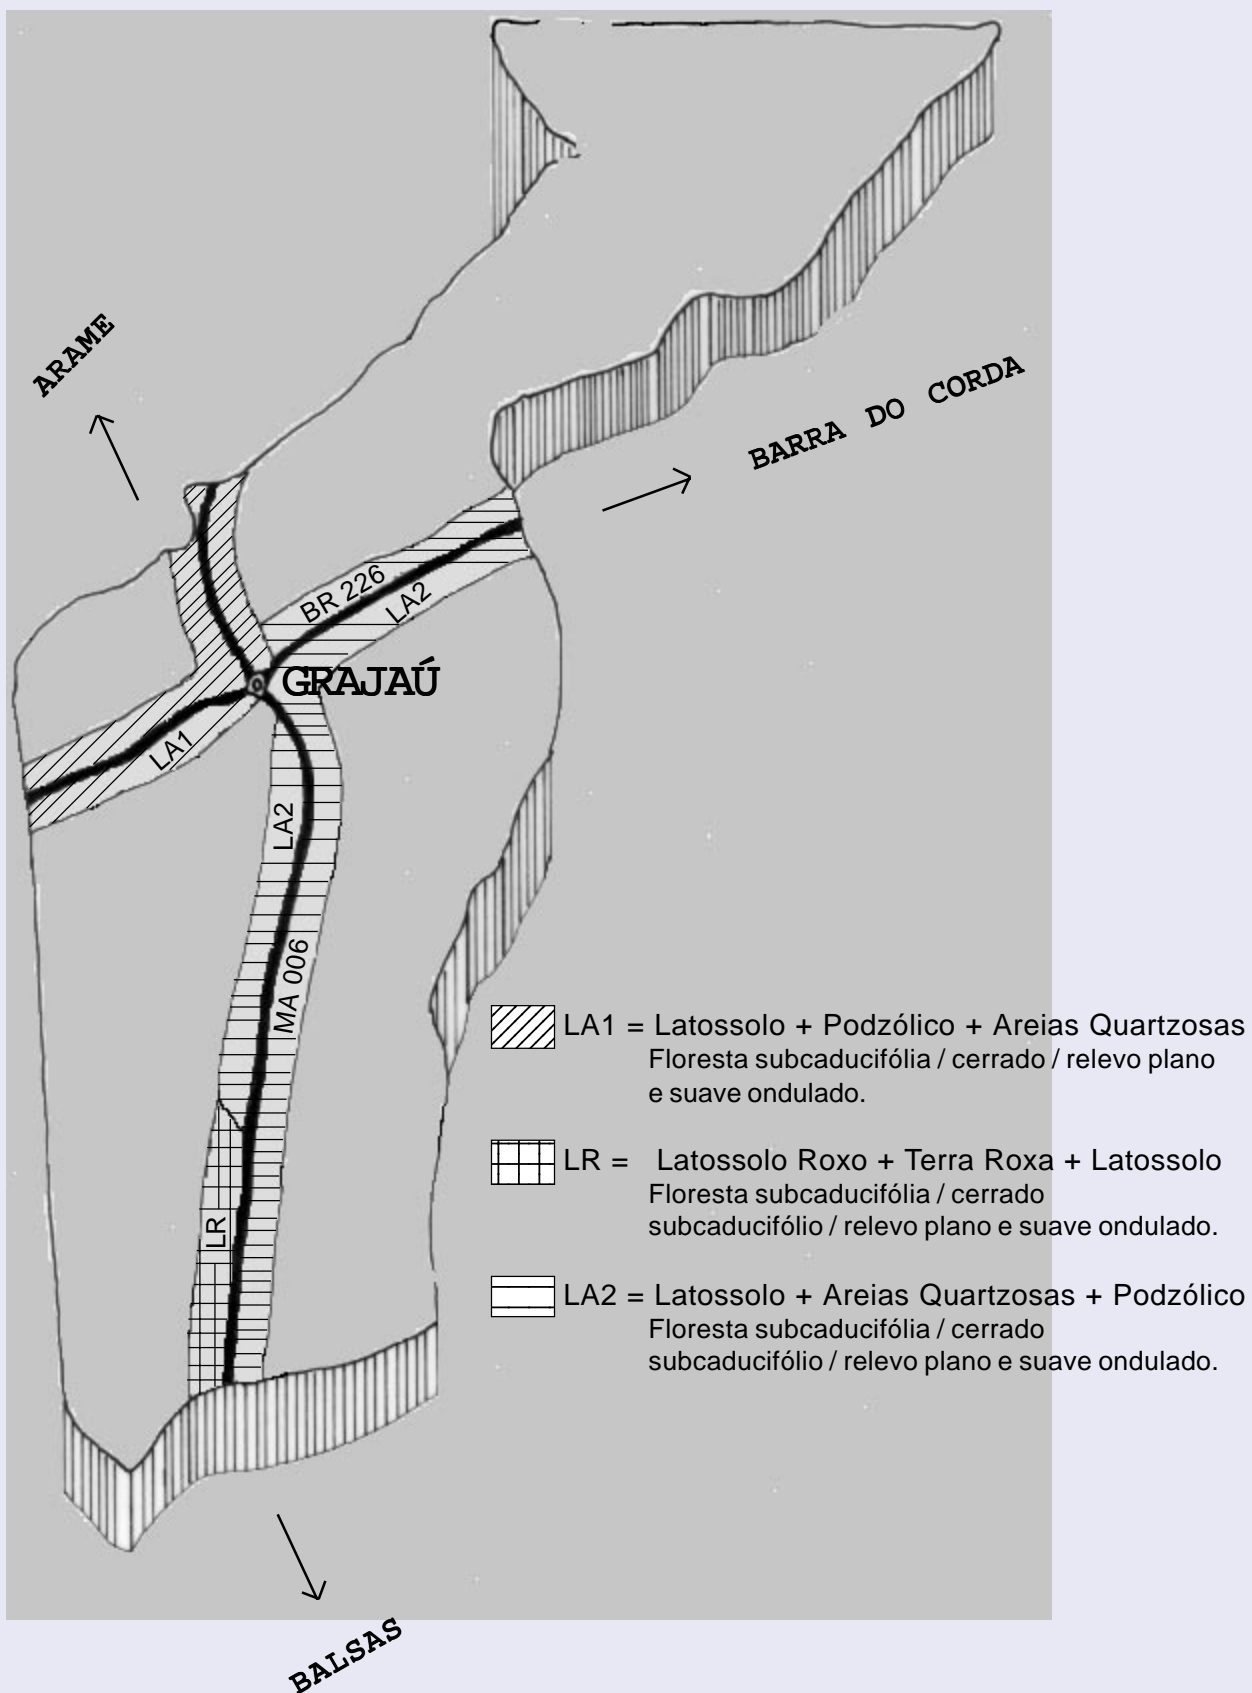 ARAME
BARRA DO CORDA
BR 226
LA2
GRAJAÚ
LA1
LA2
MA 006
LR
LA1 = Latossolo + Podzólico + Areias Quartzosas
Floresta subcaducifólia / cerrado / relevo plano
e suave ondulado.
LR = Latossolo Roxo + Terra Roxa + Latossolo
Floresta subcaducifólia / cerrado
subcaducifólio / relevo plano e suave ondulado.
LA2 = Latossolo + Areias Quartzosas + Podzólico
Floresta subcaducifólia / cerrado
subcaducifólio / relevo plano e suave ondulado.
BALSAS